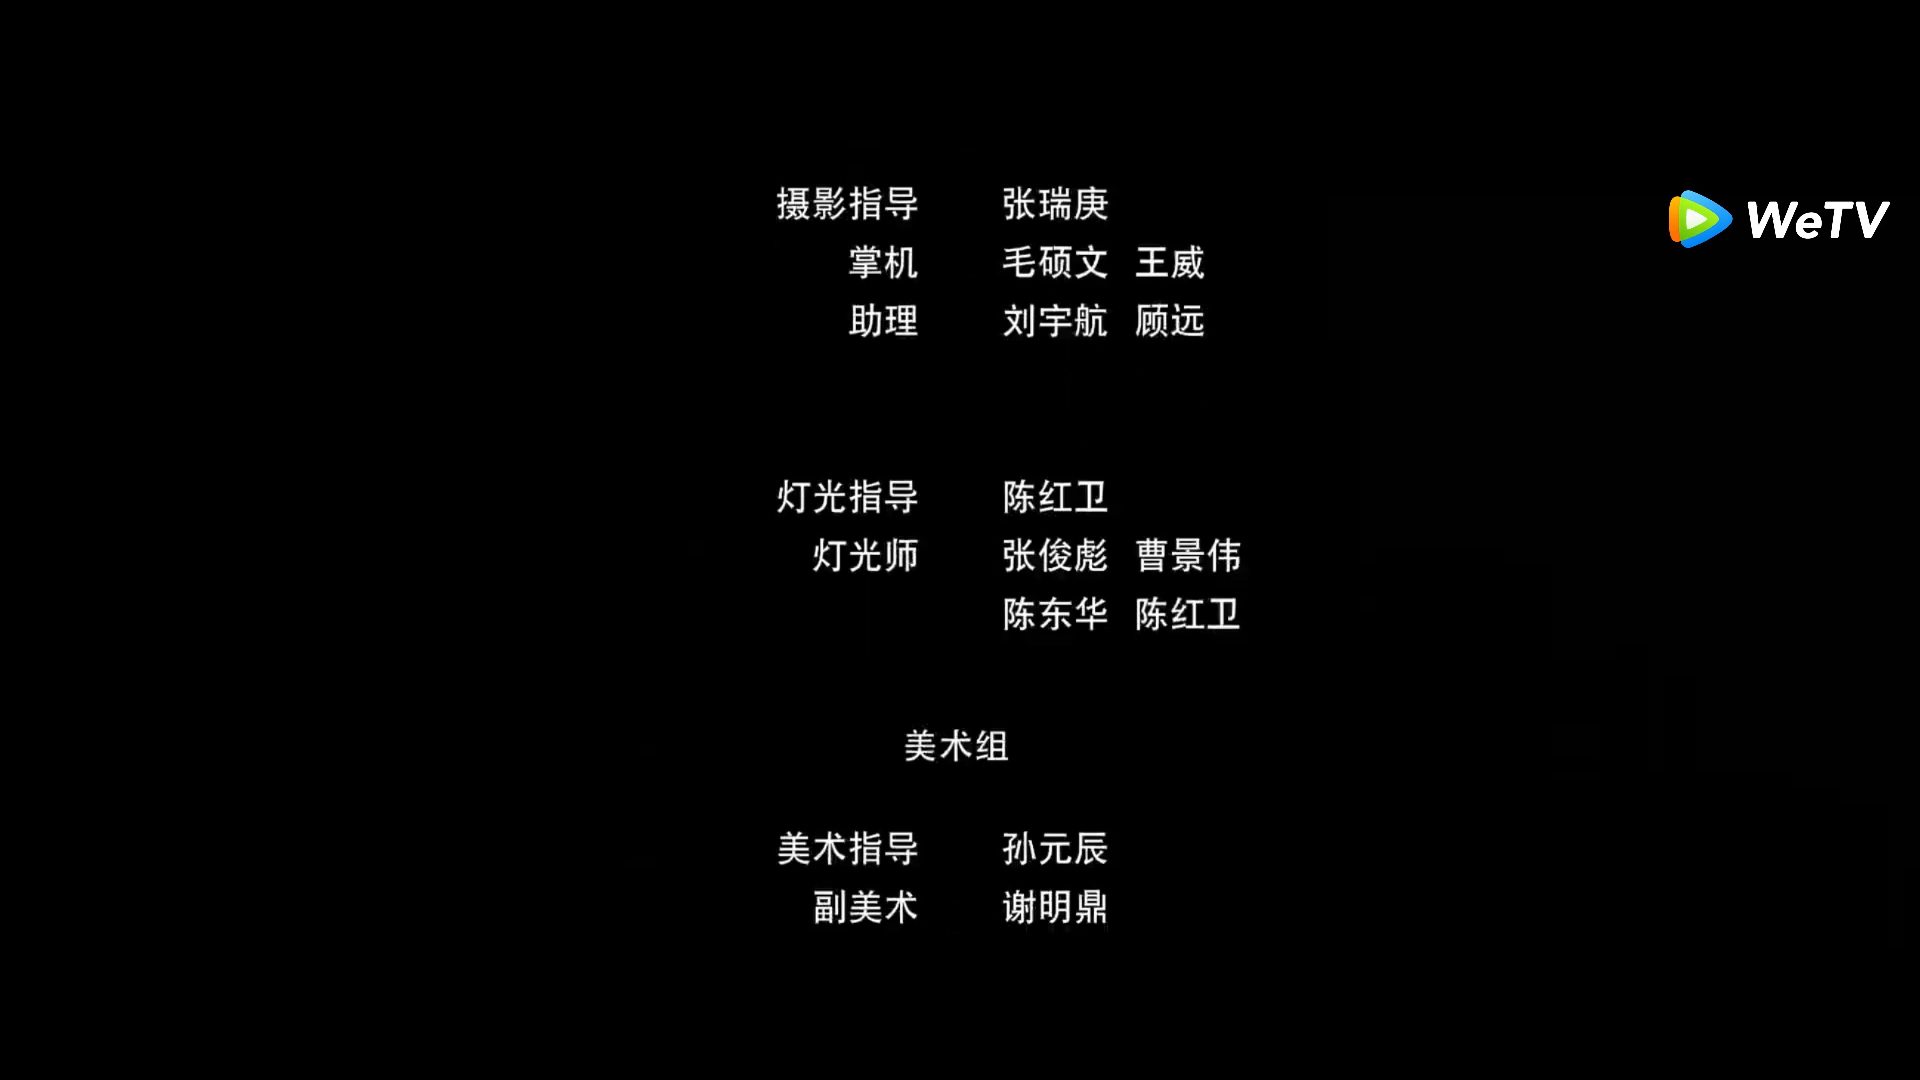 摄影指导 张瑞庚
WeTV
掌机 毛硕文 王威
助理 刘宇航 顾远
灯光指导 陈红卫
灯光师 张俊彪 曹景伟
陈东华 陈红卫
美术组
美术指导 孙元辰
副美术 谢明鼎